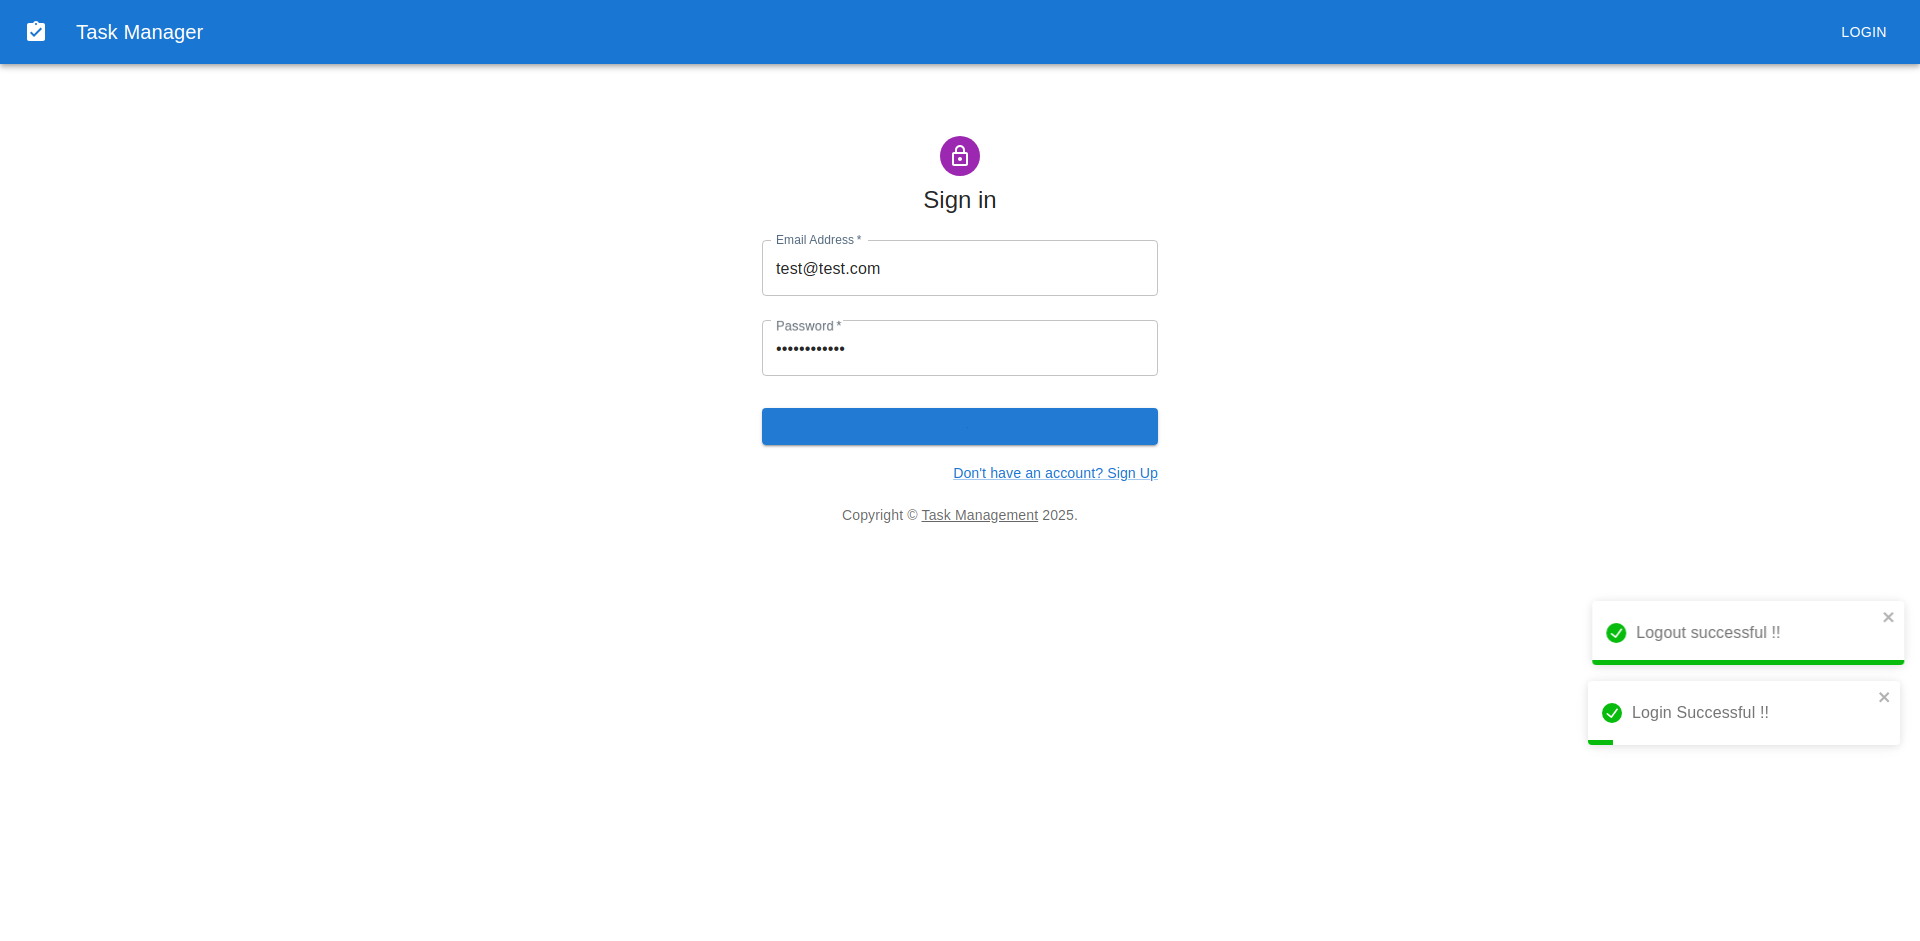 Task Manager
LOGIN
Sign in
Email Address *
test@test.com
Password *
••••••••••••
Don't have an account? Sign Up
Copyright © Task Management 2025.
Logout successful !!
Login Successful !!